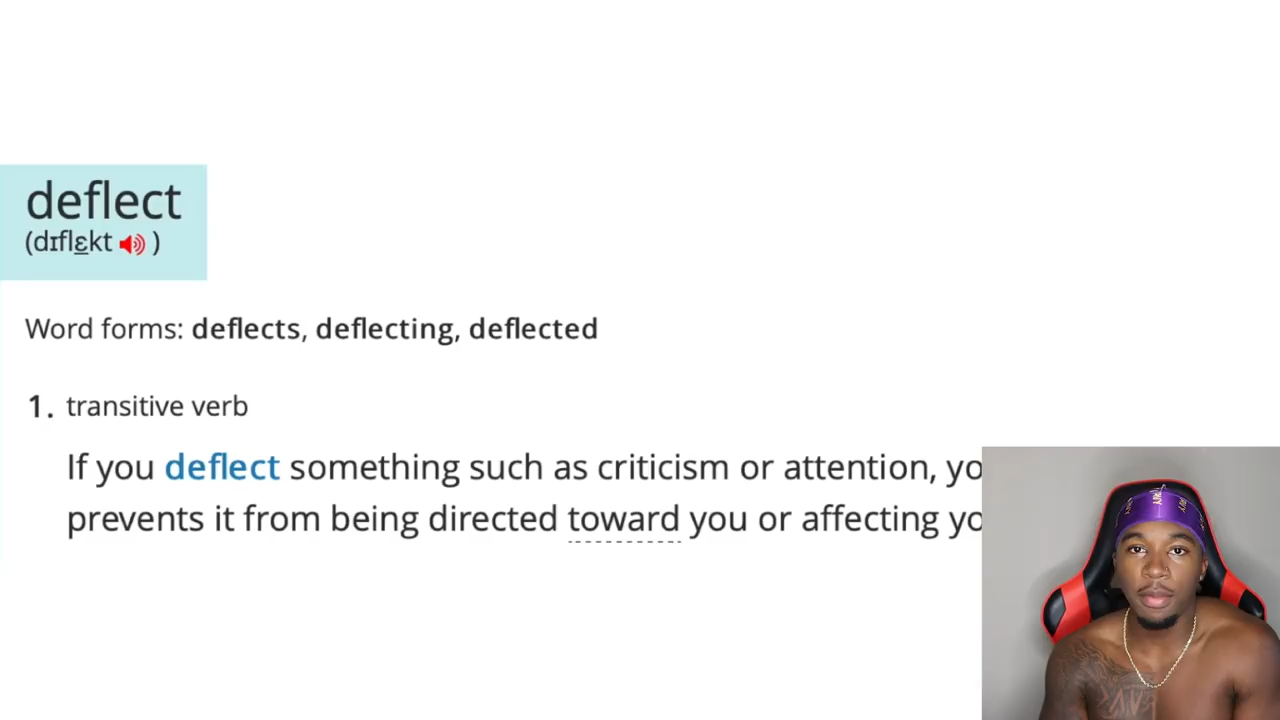 deflect
(dɪflɛkt )
Word forms: deflects, deflecting, deflected
1. transitive verb
If you deflect something such as criticism or attention, yo
prevents it from being directed toward you or affecting yo